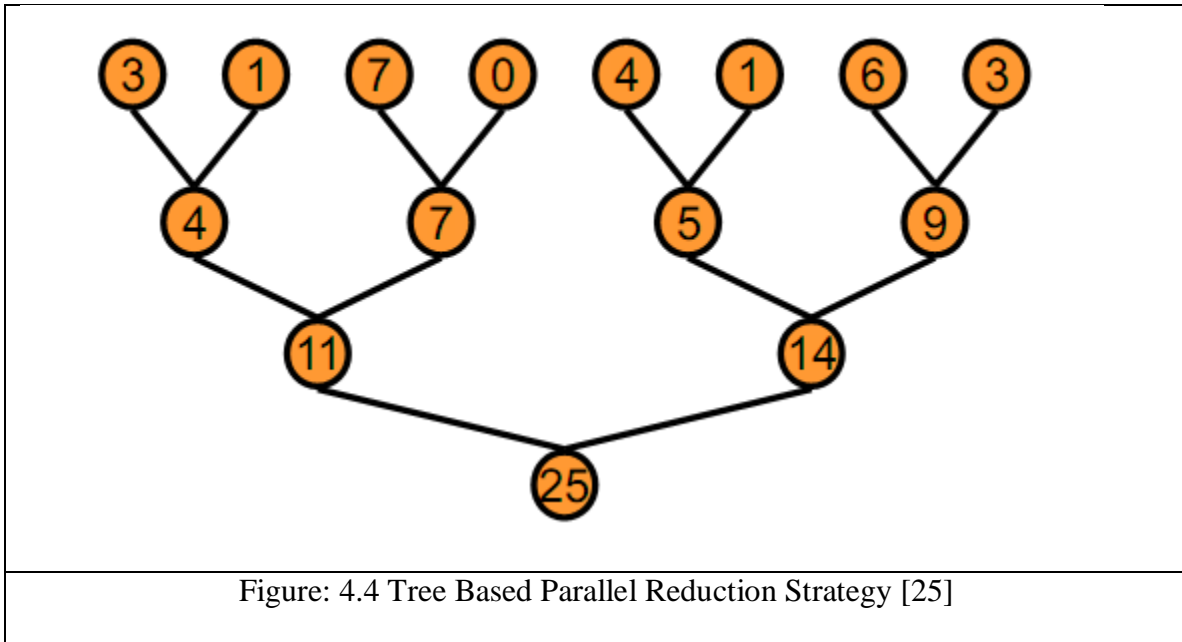 3 1 7 0 4 1 6 3
4 7 5 9
11 14
25
Figure: 4.4 Tree Based Parallel Reduction Strategy [25]